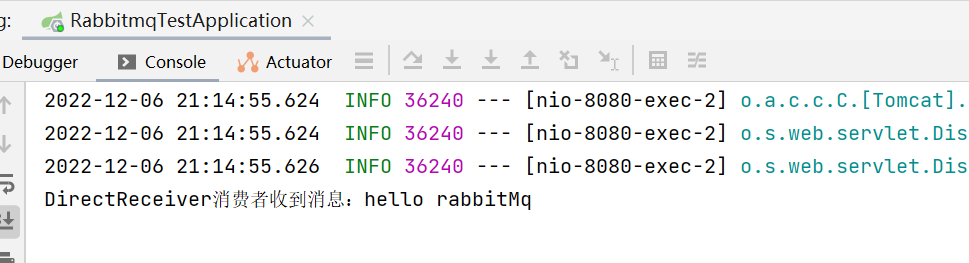 g: RabbitmqTestApplication
Debugger Console Actuator
2022-12-06 21:14:55.624 INFO 36240 --- [nio-8080-exec-2] o.a.c.c.C.[Tomcat].
2022-12-06 21:14:55.624 INFO 36240 --- [nio-8080-exec-2] o.s.web.servlet.Dis
2022-12-06 21:14:55.626 INFO 36240 --- [nio-8080-exec-2] o.s.web.servlet.Dis
DirectReceiver消费者收到消息：hello rabbitMq